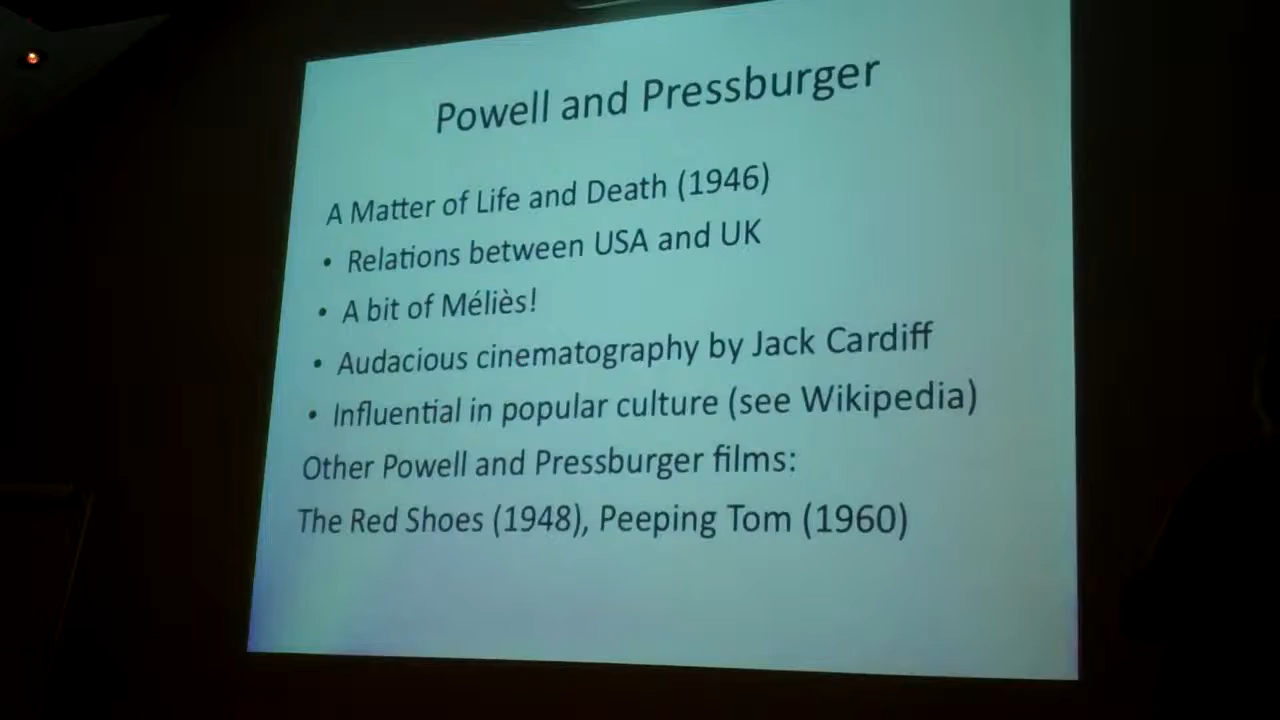 Powell and Pressburger
A Matter of Life and Death (1946)
• Relations between USA and UK
• A bit of Méliès!
• Audacious cinematography by Jack Cardiff
• Influential in popular culture (see Wikipedia)
Other Powell and Pressburger films:
The Red Shoes (1948), Peeping Tom (1960)